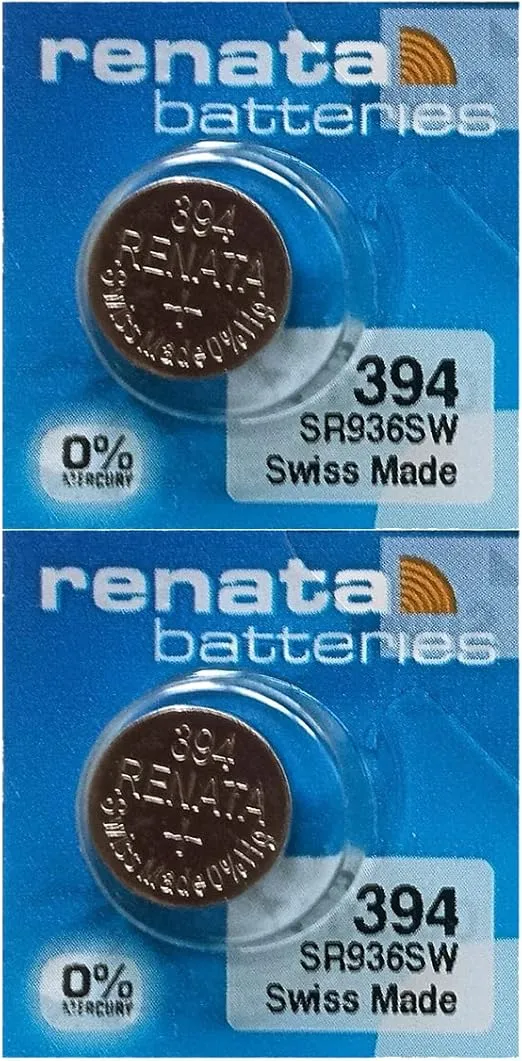 renata
batteries
394
RENATA
+
Swiss Made 0% Hg
394
SR936SW
Swiss Made
0%
MERCURY
renata
batteries
394
RENATA
+
Swiss Made 0% Hg
394
SR936SW
Swiss Made
0%
MERCURY